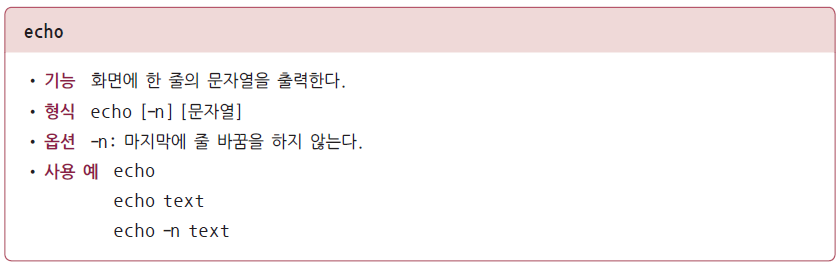 echo
• 기능 화면에 한 줄의 문자열을 출력한다.
• 형식 echo [-n] [문자열]
• 옵션 -n: 마지막에 줄 바꿈을 하지 않는다.
• 사용 예 echo
echo text
echo -n text